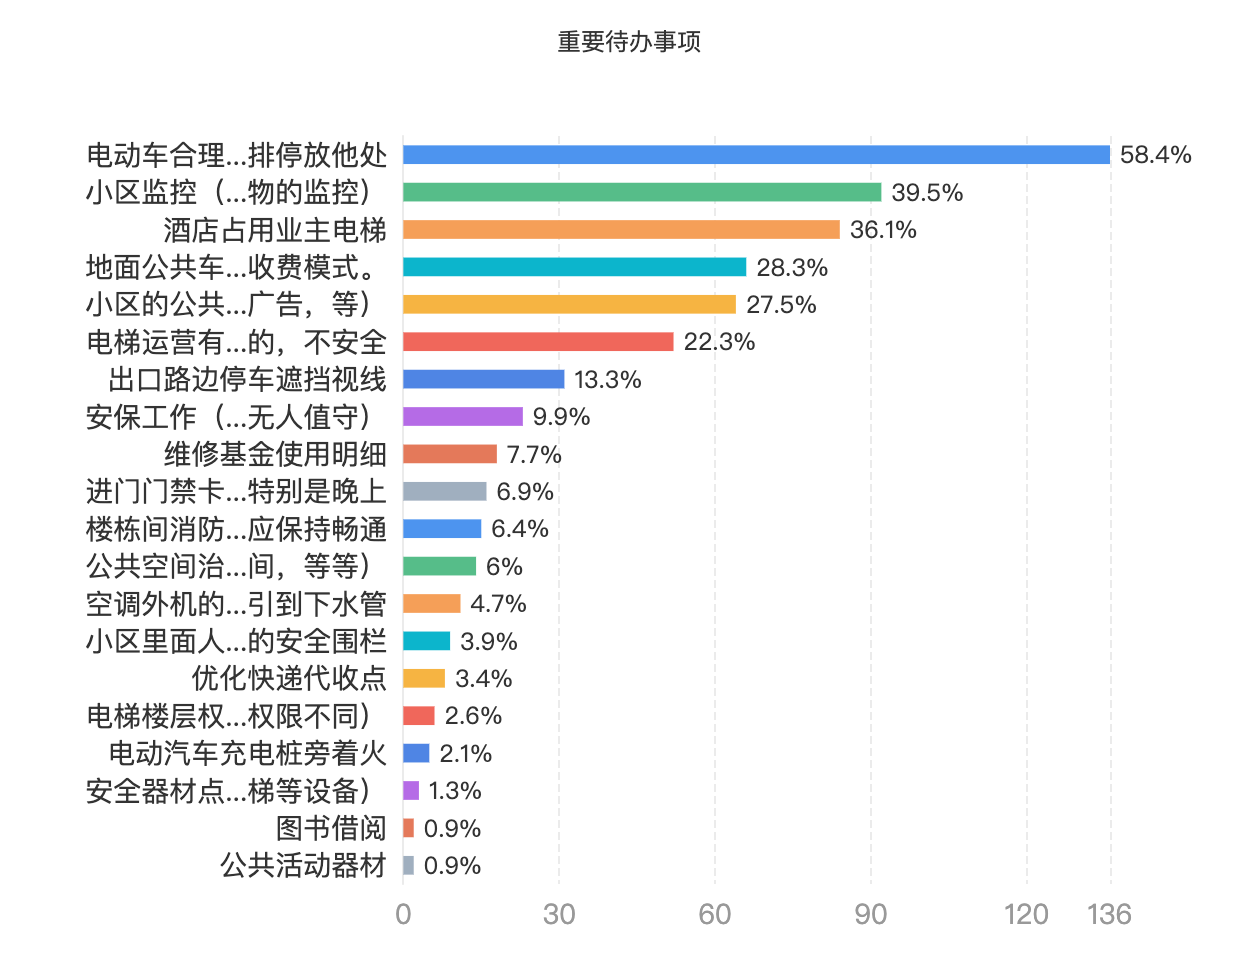 重要待办事项
电动车合理...排停放他处 58.4%
小区监控（...物的监控） 39.5%
酒店占用业主电梯 36.1%
地面公共车...收费模式。 28.3%
小区的公共...广告，等） 27.5%
电梯运营有...的，不安全 22.3%
出口路边停车遮挡视线 13.3%
安保工作（...无人值守） 9.9%
维修基金使用明细 7.7%
进门门禁卡...特别是晚上 6.9%
楼栋间消防...应保持畅通 6.4%
公共空间治...间，等等） 6%
空调外机的...引到下水管 4.7%
小区里面人...的安全围栏 3.9%
优化快递代收点 3.4%
电梯楼层权...权限不同） 2.6%
电动汽车充电桩旁着火 2.1%
安全器材点...梯等设备） 1.3%
图书借阅 0.9%
公共活动器材 0.9%
0 30 60 90 120 136